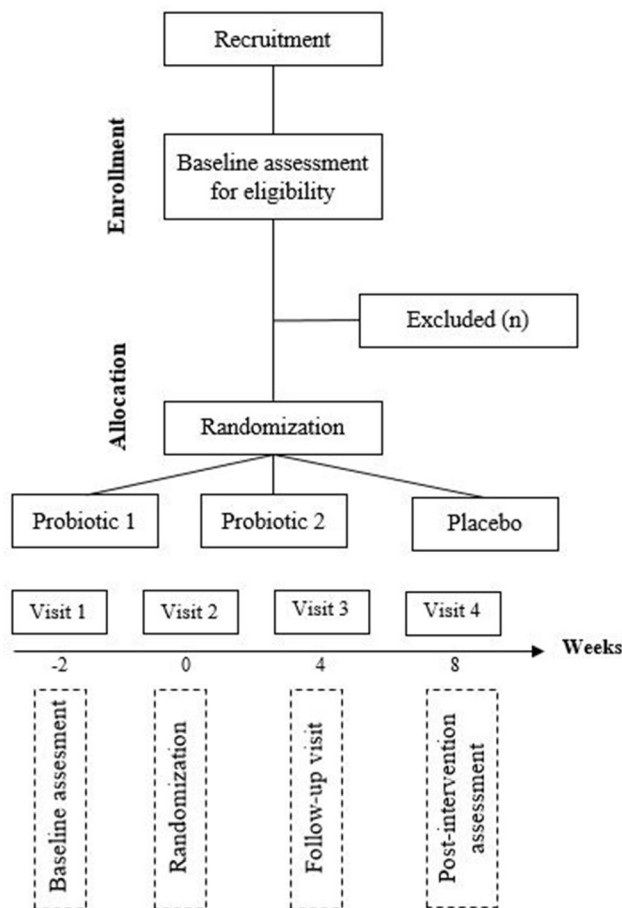 Recruitment
Enrollment
Baseline assessment
for eligibility
Excluded (n)
Allocation
Randomization
Probiotic 1
Probiotic 2
Placebo
Visit 1
Visit 2
Visit 3
Visit 4
Weeks
-2
0
4
8
Baseline assesment
Randomization
Follow-up visit
Post-intervention
assessment